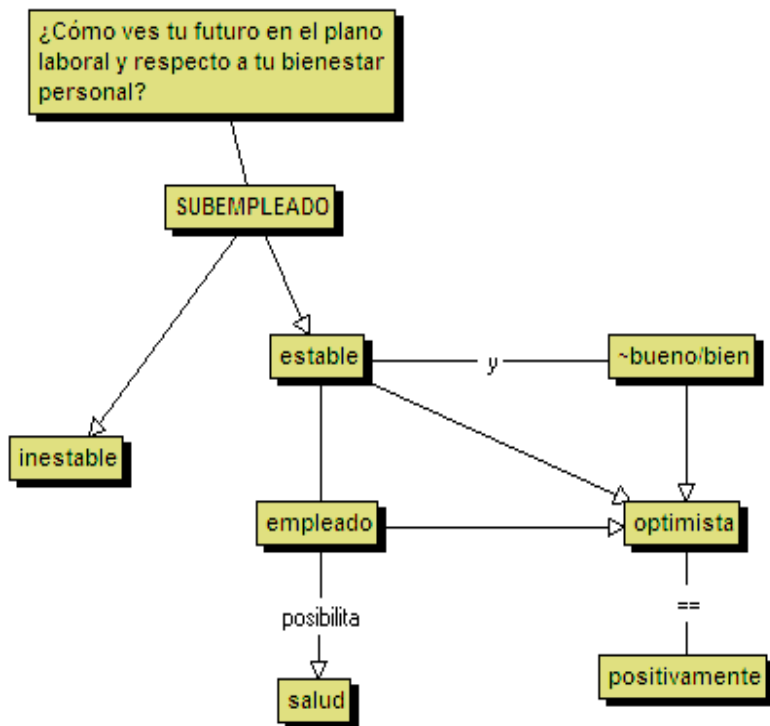 ¿Cómo ves tu futuro en el plano
laboral y respecto a tu bienestar
personal?
SUBEMPLEADO
estable
y
~bueno/bien
inestable
empleado
optimista
posibilita
==
salud
positivamente